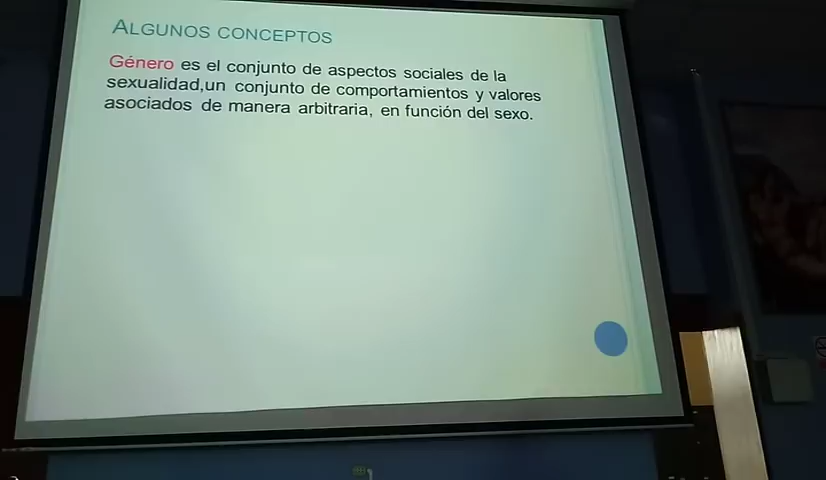 ALGUNOS CONCEPTOS
Género es el conjunto de aspectos sociales de la
sexualidad,un conjunto de comportamientos y valores
asociados de manera arbitraria, en función del sexo.